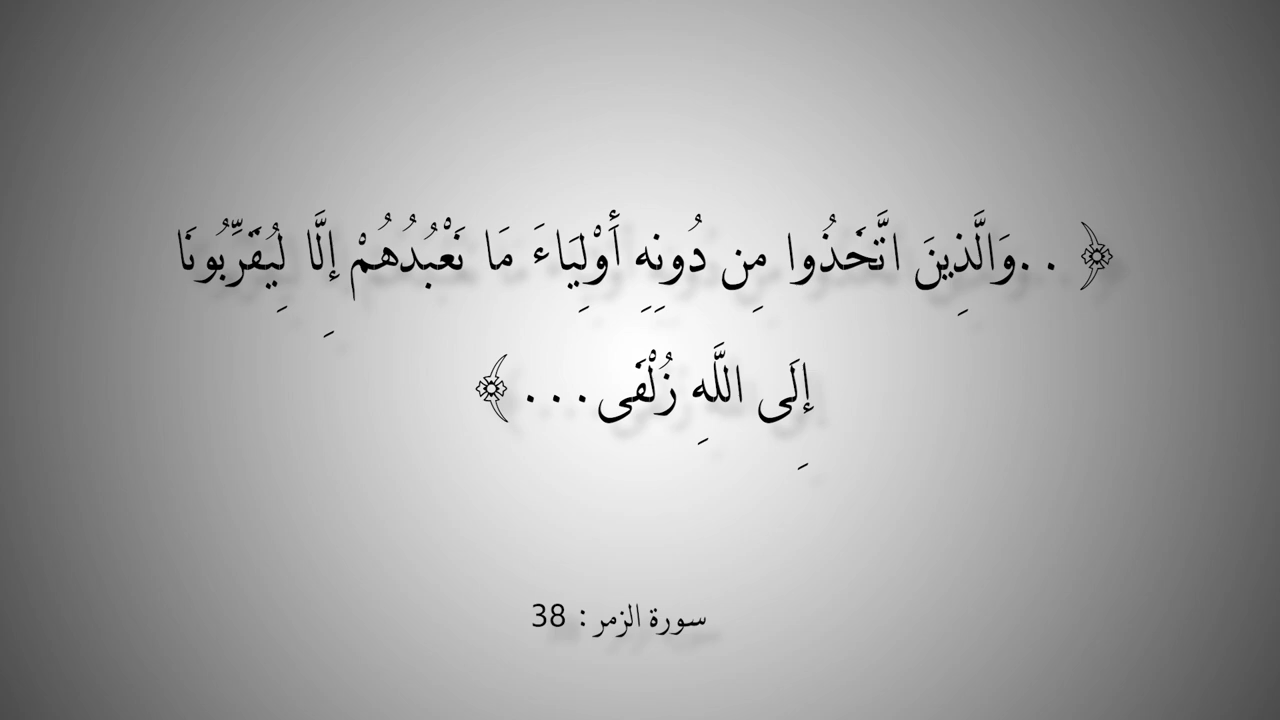 ﴿ ..وَالَّذِينَ اتَّخَذُوا مِن دُونِهِ أَوْلِيَاءَ مَا نَعْبُدُهُمْ إِلَّا لِيُقَرِّبُونَا
إِلَى اللَّهِ زُلْفَى... ﴾
سورة الزمر : 38